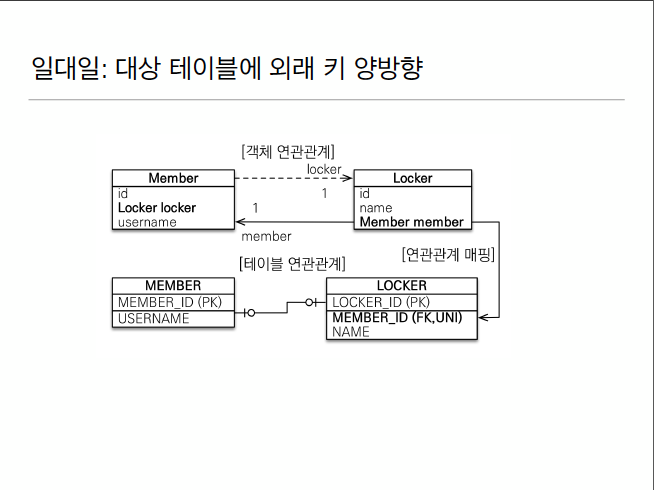 일대일: 대상 테이블에 외래 키 양방향
[객체 연관관계]
locker
Member
id
Locker locker
username
1
1
member
Locker
id
name
Member member
[연관관계 매핑]
[테이블 연관관계]
MEMBER
MEMBER_ID (PK)
USERNAME
LOCKER
LOCKER_ID (PK)
MEMBER_ID (FK,UNI)
NAME